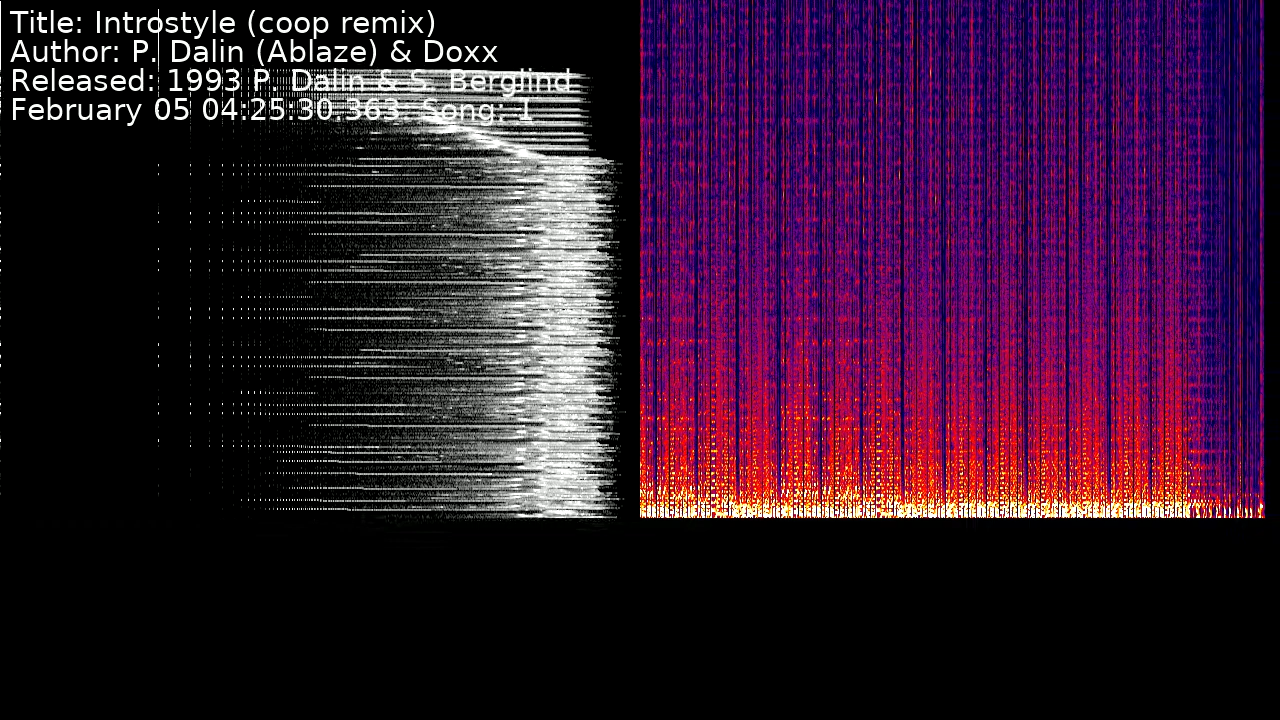 Title: Introstyle (coop remix)
Author: P. Dalin (Ablaze) & Doxx
Released: 1993 P. Dalin & S. Berglind
February 05 04:25:30.363: Song: 1